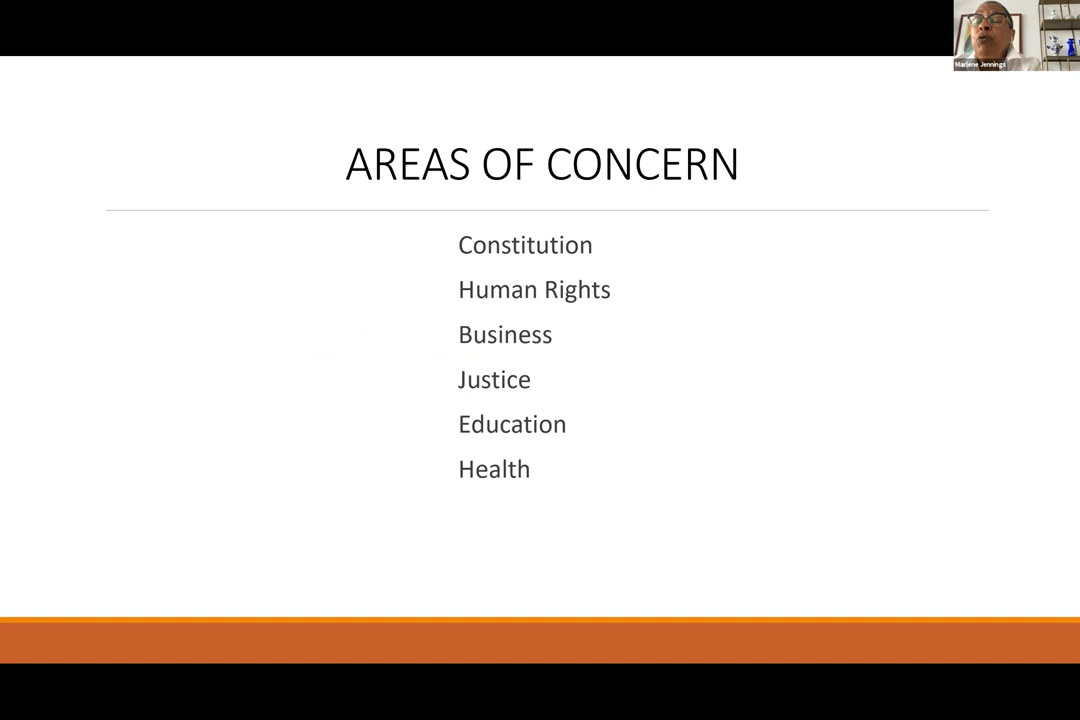 Marlene Jennings
AREAS OF CONCERN
Constitution
Human Rights
Business
Justice
Education
Health